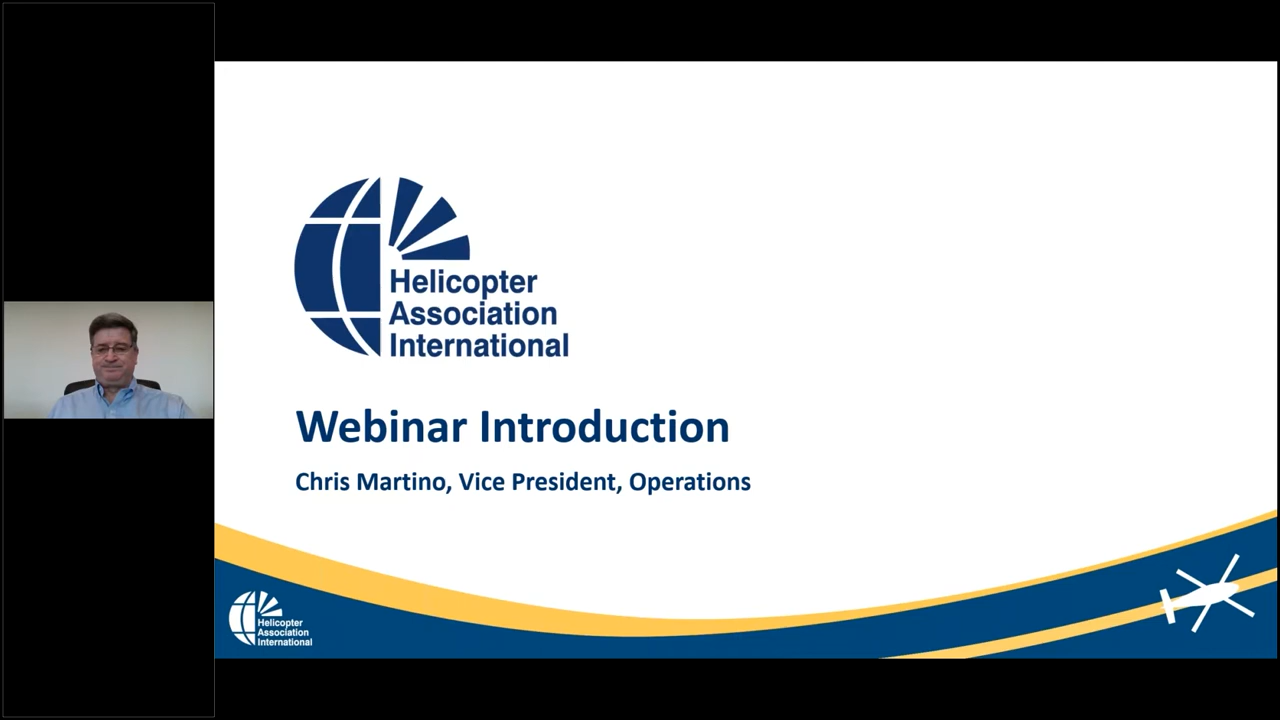 Helicopter
Association
International
Webinar Introduction
Chris Martino, Vice President, Operations
Helicopter
Association
International